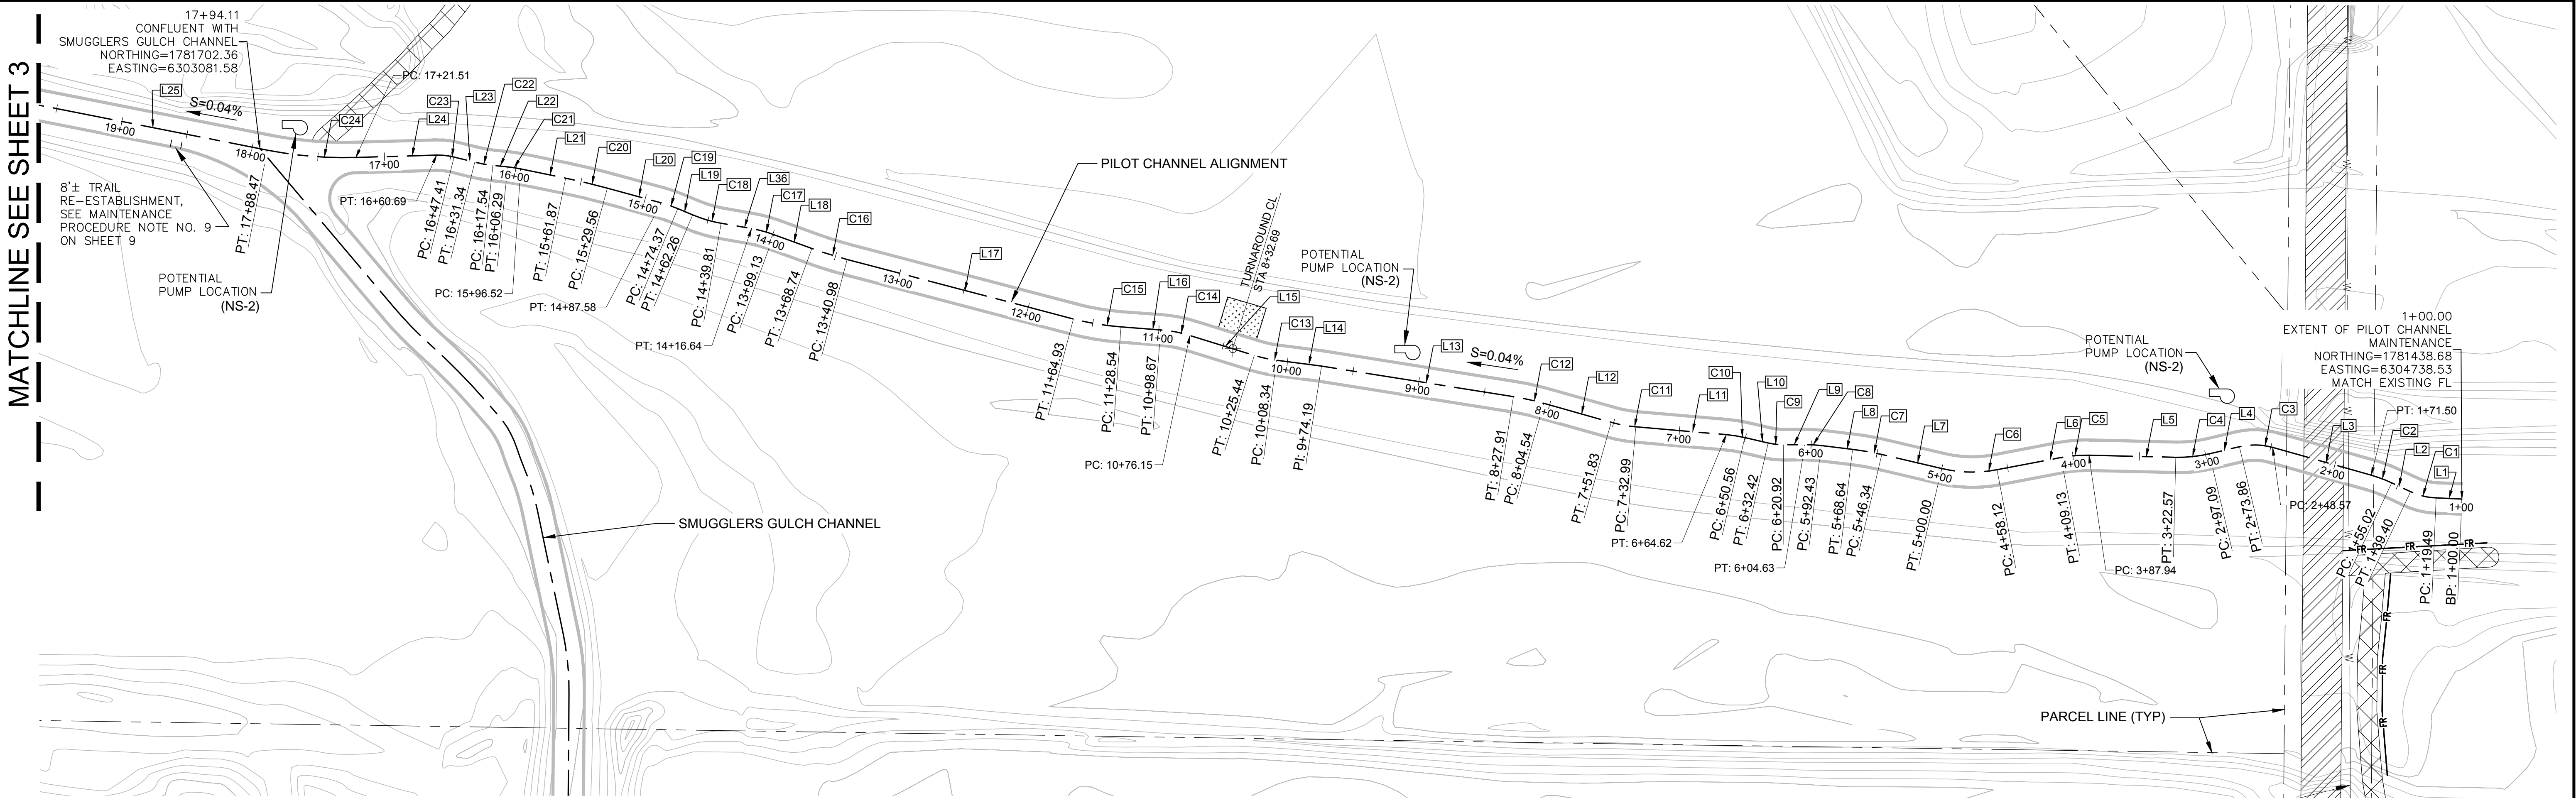 MATCHLINE SEE SHEET 3
17+94.11
CONFLUENT WITH
SMUGGLERS GULCH CHANNEL
NORTHING=1781702.36
EASTING=6303081.58
L25
S=0.04%
19+00
18+00
8'± TRAIL
RE-ESTABLISHMENT,
SEE MAINTENANCE
PROCEDURE NOTE NO. 9
ON SHEET 9
PT: 17+88.47
POTENTIAL
PUMP LOCATION
(NS-2)
PC: 17+21.51
C24
17+00
L24
C23
L23
C22
L22
C21
16+00
L21
C20
L20
15+00
C19
L19
C18
L36
C17
14+00
L18
C16
PT: 16+60.69
PC: 16+47.41
PT: 16+31.34
PC: 16+17.54
PT: 16+06.29
PC: 15+96.52
PT: 15+61.87
PC: 15+29.56
PT: 14+87.58
PC: 14+74.37
PT: 14+62.26
PC: 14+39.81
PT: 14+16.64
PC: 13+99.13
PT: 13+68.74
PC: 13+40.98
13+00
L17
12+00
PILOT CHANNEL ALIGNMENT
PT: 11+64.93
C15
PC: 11+28.54
L16
11+00
PT: 10+98.67
C14
PC: 10+76.15
TURNAROUND CL
STA 8+32.69
L15
PT: 10+25.44
C13
L14
10+00
PC: 10+08.34
PI: 9+74.19
POTENTIAL
PUMP LOCATION
(NS-2)
L13
9+00
S=0.04%
PT: 8+27.91
C12
8+00
PC: 8+04.54
L12
PT: 7+51.83
C11
PC: 7+32.99
L11
7+00
PT: 6+64.62
C10
PC: 6+50.56
L10
PT: 6+32.42
C9
PC: 6+20.92
L9
PT: 6+04.63
6+00
C8
PC: 5+92.43
L8
PT: 5+68.64
C7
PC: 5+46.34
L7
5+00
PT: 5+00.00
C6
PC: 4+58.12
L6
4+00
PT: 4+09.13
C5
PC: 3+87.94
L5
PT: 3+22.57
C4
3+00
PC: 2+97.09
L4
PT: 2+73.86
C3
PC: 2+48.57
L3
2+00
PT: 1+71.50
C2
PC: 1+55.02
L2
PT: 1+39.40
C1
PC: 1+19.49
L1
1+00
BP: 1+00.00
POTENTIAL
PUMP LOCATION
(NS-2)
1+00.00
EXTENT OF PILOT CHANNEL
MAINTENANCE
NORTHING=1781438.68
EASTING=6304738.53
MATCH EXISTING FL
W
W
W
W
FR
FR
FR
FR
FR
FR
SMUGGLERS GULCH CHANNEL
PARCEL LINE (TYP)